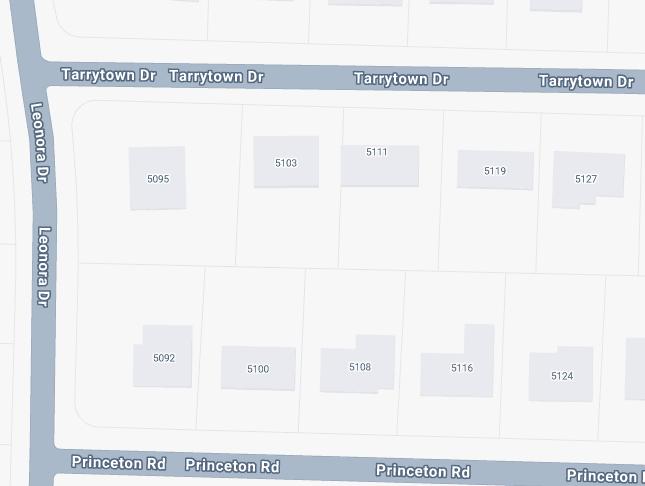 Tarrytown Dr Tarrytown Dr Tarrytown Dr Tarrytown Dr
Leonora Dr
5095
5103
5111
5119
5127
Leonora Dr
5092
5100
5108
5116
5124
Princeton Rd Princeton Rd Princeton Rd Princeton